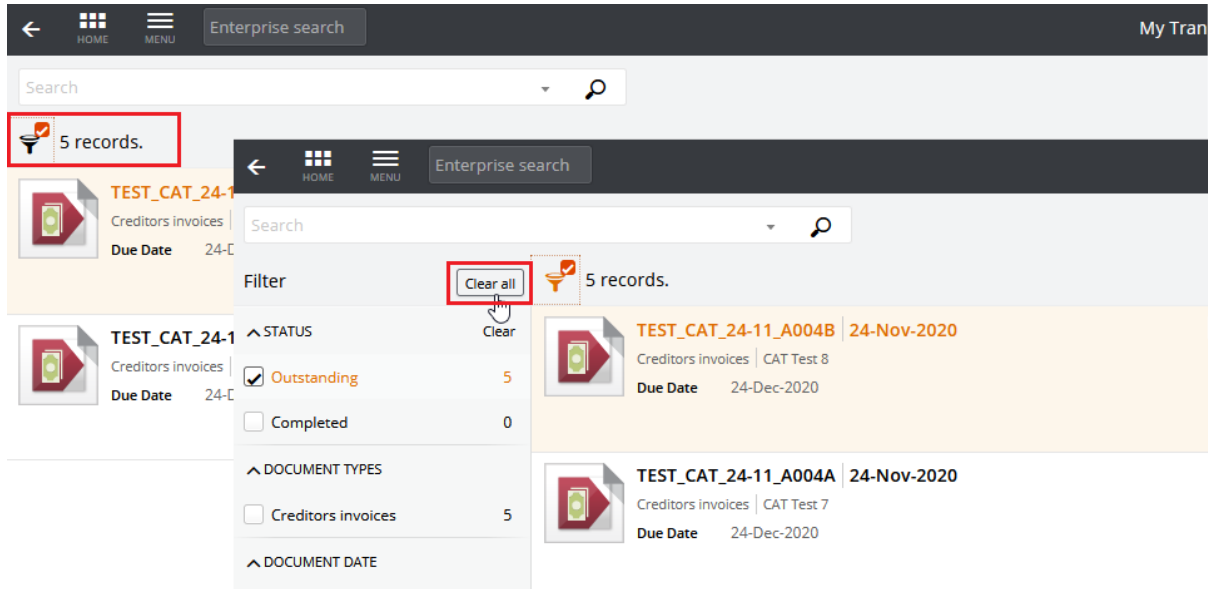 HOME
MENU
Enterprise search
My Tran
Search
5 records.
TEST_CAT_24-1
Creditors invoices
Due Date 24-D
TEST_CAT_24-1
Creditors invoices
Due Date 24-D
HOME
MENU
Enterprise search
Search
Filter
Clear all
5 records.
STATUS
Clear
Outstanding 5
Completed 0
DOCUMENT TYPES
Creditors invoices 5
DOCUMENT DATE
TEST_CAT_24-11_A004B 24-Nov-2020
Creditors invoices CAT Test 8
Due Date 24-Dec-2020
TEST_CAT_24-11_A004A 24-Nov-2020
Creditors invoices CAT Test 7
Due Date 24-Dec-2020